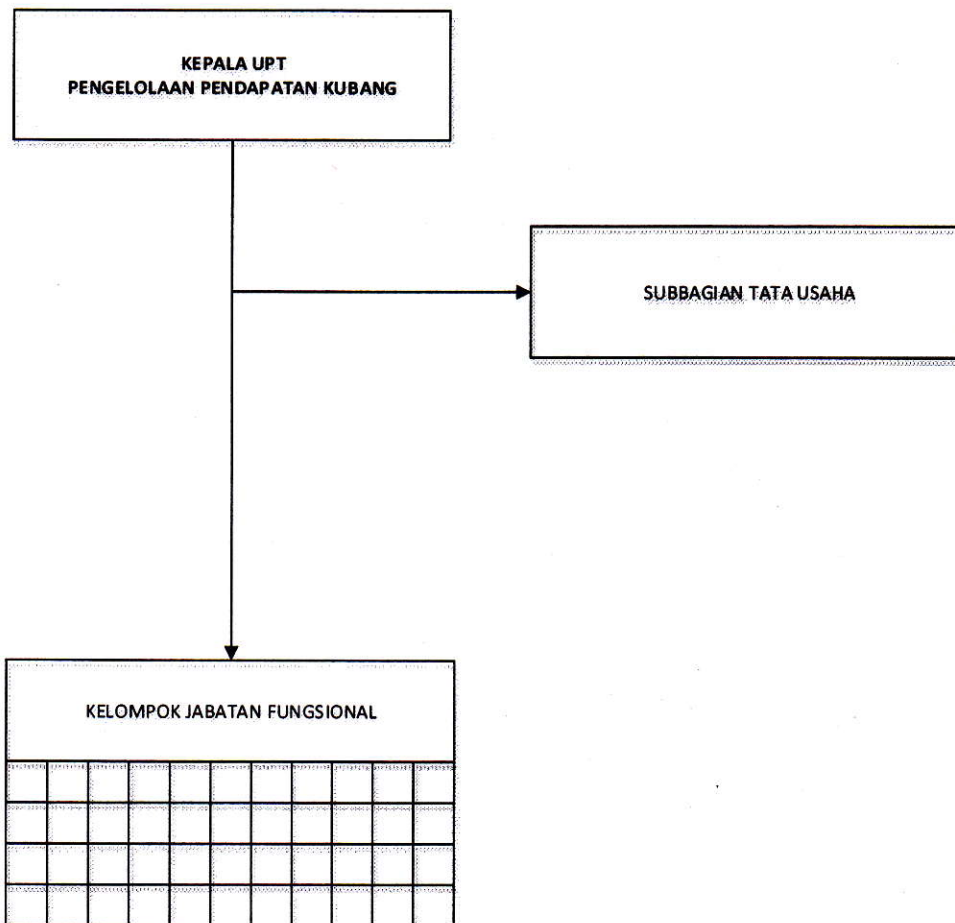 KEPALA UPT
PENGELOLAAN PENDAPATAN KUBANG
SUBBAGIAN TATA USAHA
KELOMPOK JABATAN FUNGSIONAL